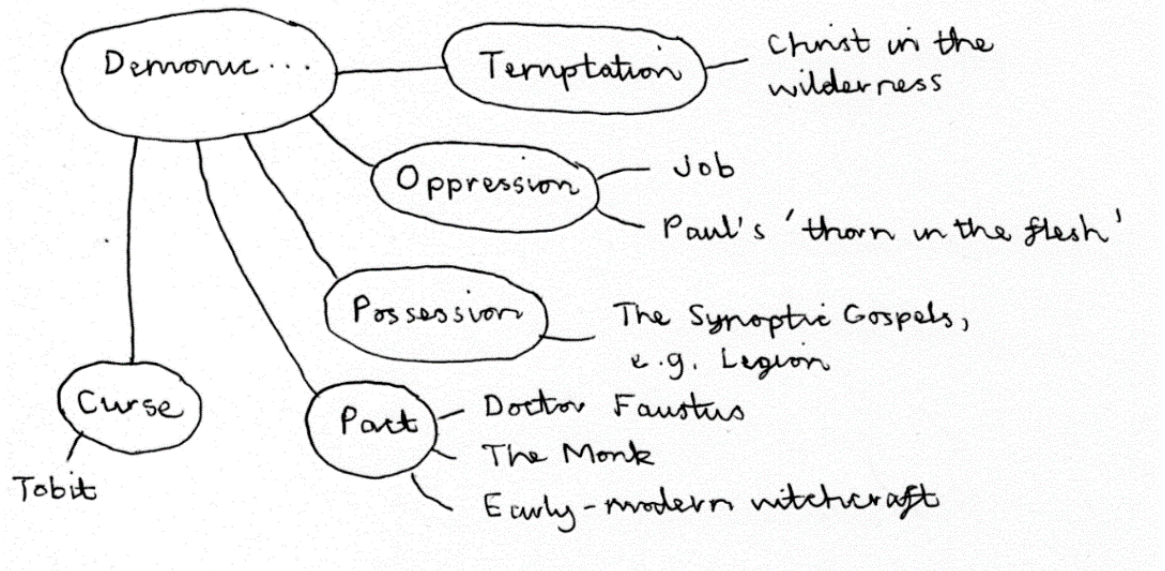 Demonic...
Temptation
Christ in the
wilderness
Oppression
Job
Paul's 'thorn in the flesh'
Possession
The Synoptic Gospels,
e.g. Legion
Pact
Doctor Faustus
The Monk
Early-modern witchcraft
Curse
Tobit